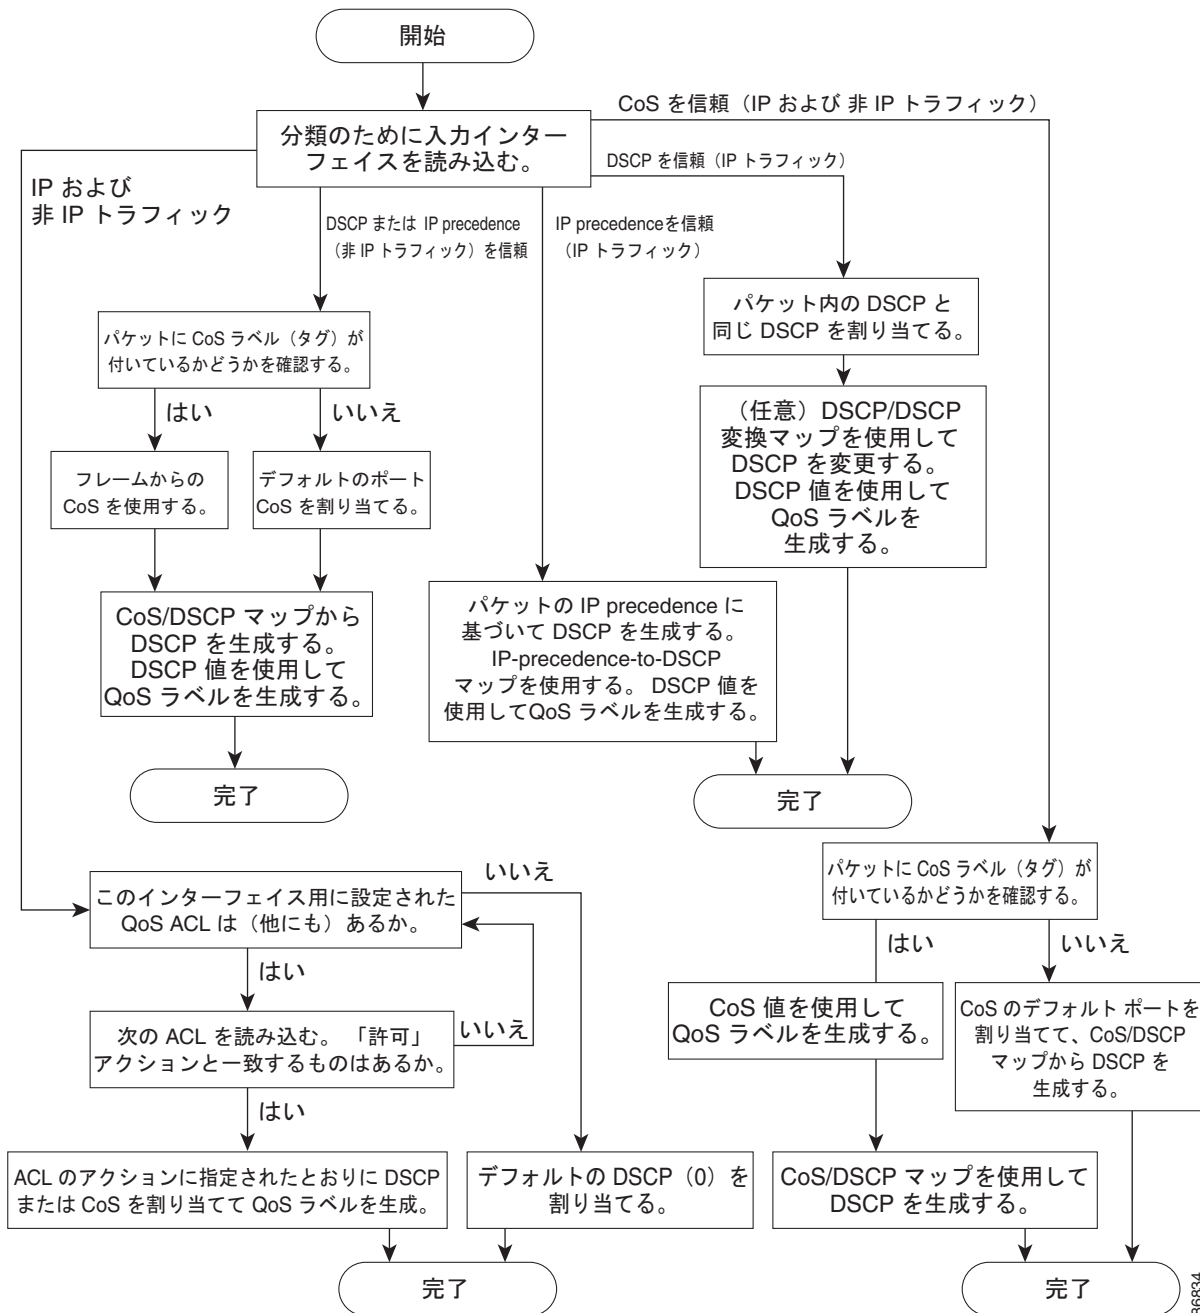 開始
CoS を信頼（IP および 非 IP トラフィック）
分類のために入力インター
フェイスを読み込む。
DSCP を信頼（IP トラフィック）
IP および
非 IP トラフィック
DSCP または IP precedence
（非 IP トラフィック）を信頼
IP precedenceを信頼
（IP トラフィック）
パケット内の DSCP と
同じ DSCP を割り当てる。
パケットに CoS ラベル（タグ）が
付いているかどうかを確認する。
はい
いいえ
（任意）DSCP/DSCP
変換マップを使用して
DSCP を変更する。
DSCP 値を使用して
QoS ラベルを
生成する。
フレームからの
CoS を使用する。
デフォルトのポート
CoS を割り当てる。
CoS/DSCP マップから
DSCP を生成する。
DSCP 値を使用して
QoS ラベルを生成する。
パケットの IP precedence に
基づいて DSCP を生成する。
IP-precedence-to-DSCP
マップを使用する。 DSCP 値を
使用してQoS ラベルを生成する。
完了
完了
パケットに CoS ラベル（タグ）が
付いているかどうかを確認する。
このインターフェイス用に設定された
QoS ACL は（他にも）あるか。
いいえ
はい
いいえ
はい
次の ACL を読み込む。 「許可」
アクションと一致するものはあるか。
いいえ
CoS 値を使用して
QoS ラベルを生成する。
CoS のデフォルト ポートを
割り当てて、CoS/DSCP
マップから DSCP を
生成する。
はい
ACL のアクションに指定されたとおりに DSCP
または CoS を割り当てて QoS ラベルを生成。
デフォルトの DSCP（0）を
割り当てる。
CoS/DSCP マップを使用して
DSCP を生成する。
完了
完了
86834